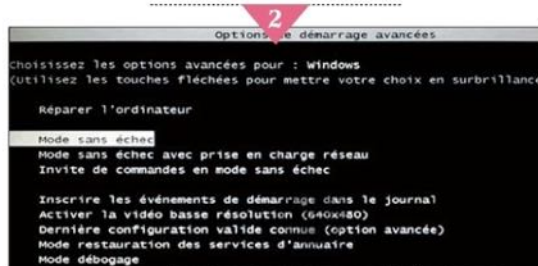 2
Options de démarrage avancées
Choisissez les options avancées pour : Windows
(Utilisez les touches fléchées pour mettre votre choix en surbrillance
Réparer l'ordinateur
Mode sans échec
Mode sans échec avec prise en charge réseau
Invite de commandes en mode sans échec
Inscrire les événements de démarrage dans le journal
Activer la vidéo basse résolution (640x480)
Dernière configuration valide connue (option avancée)
Mode restauration des services d'annuaire
Mode débogage